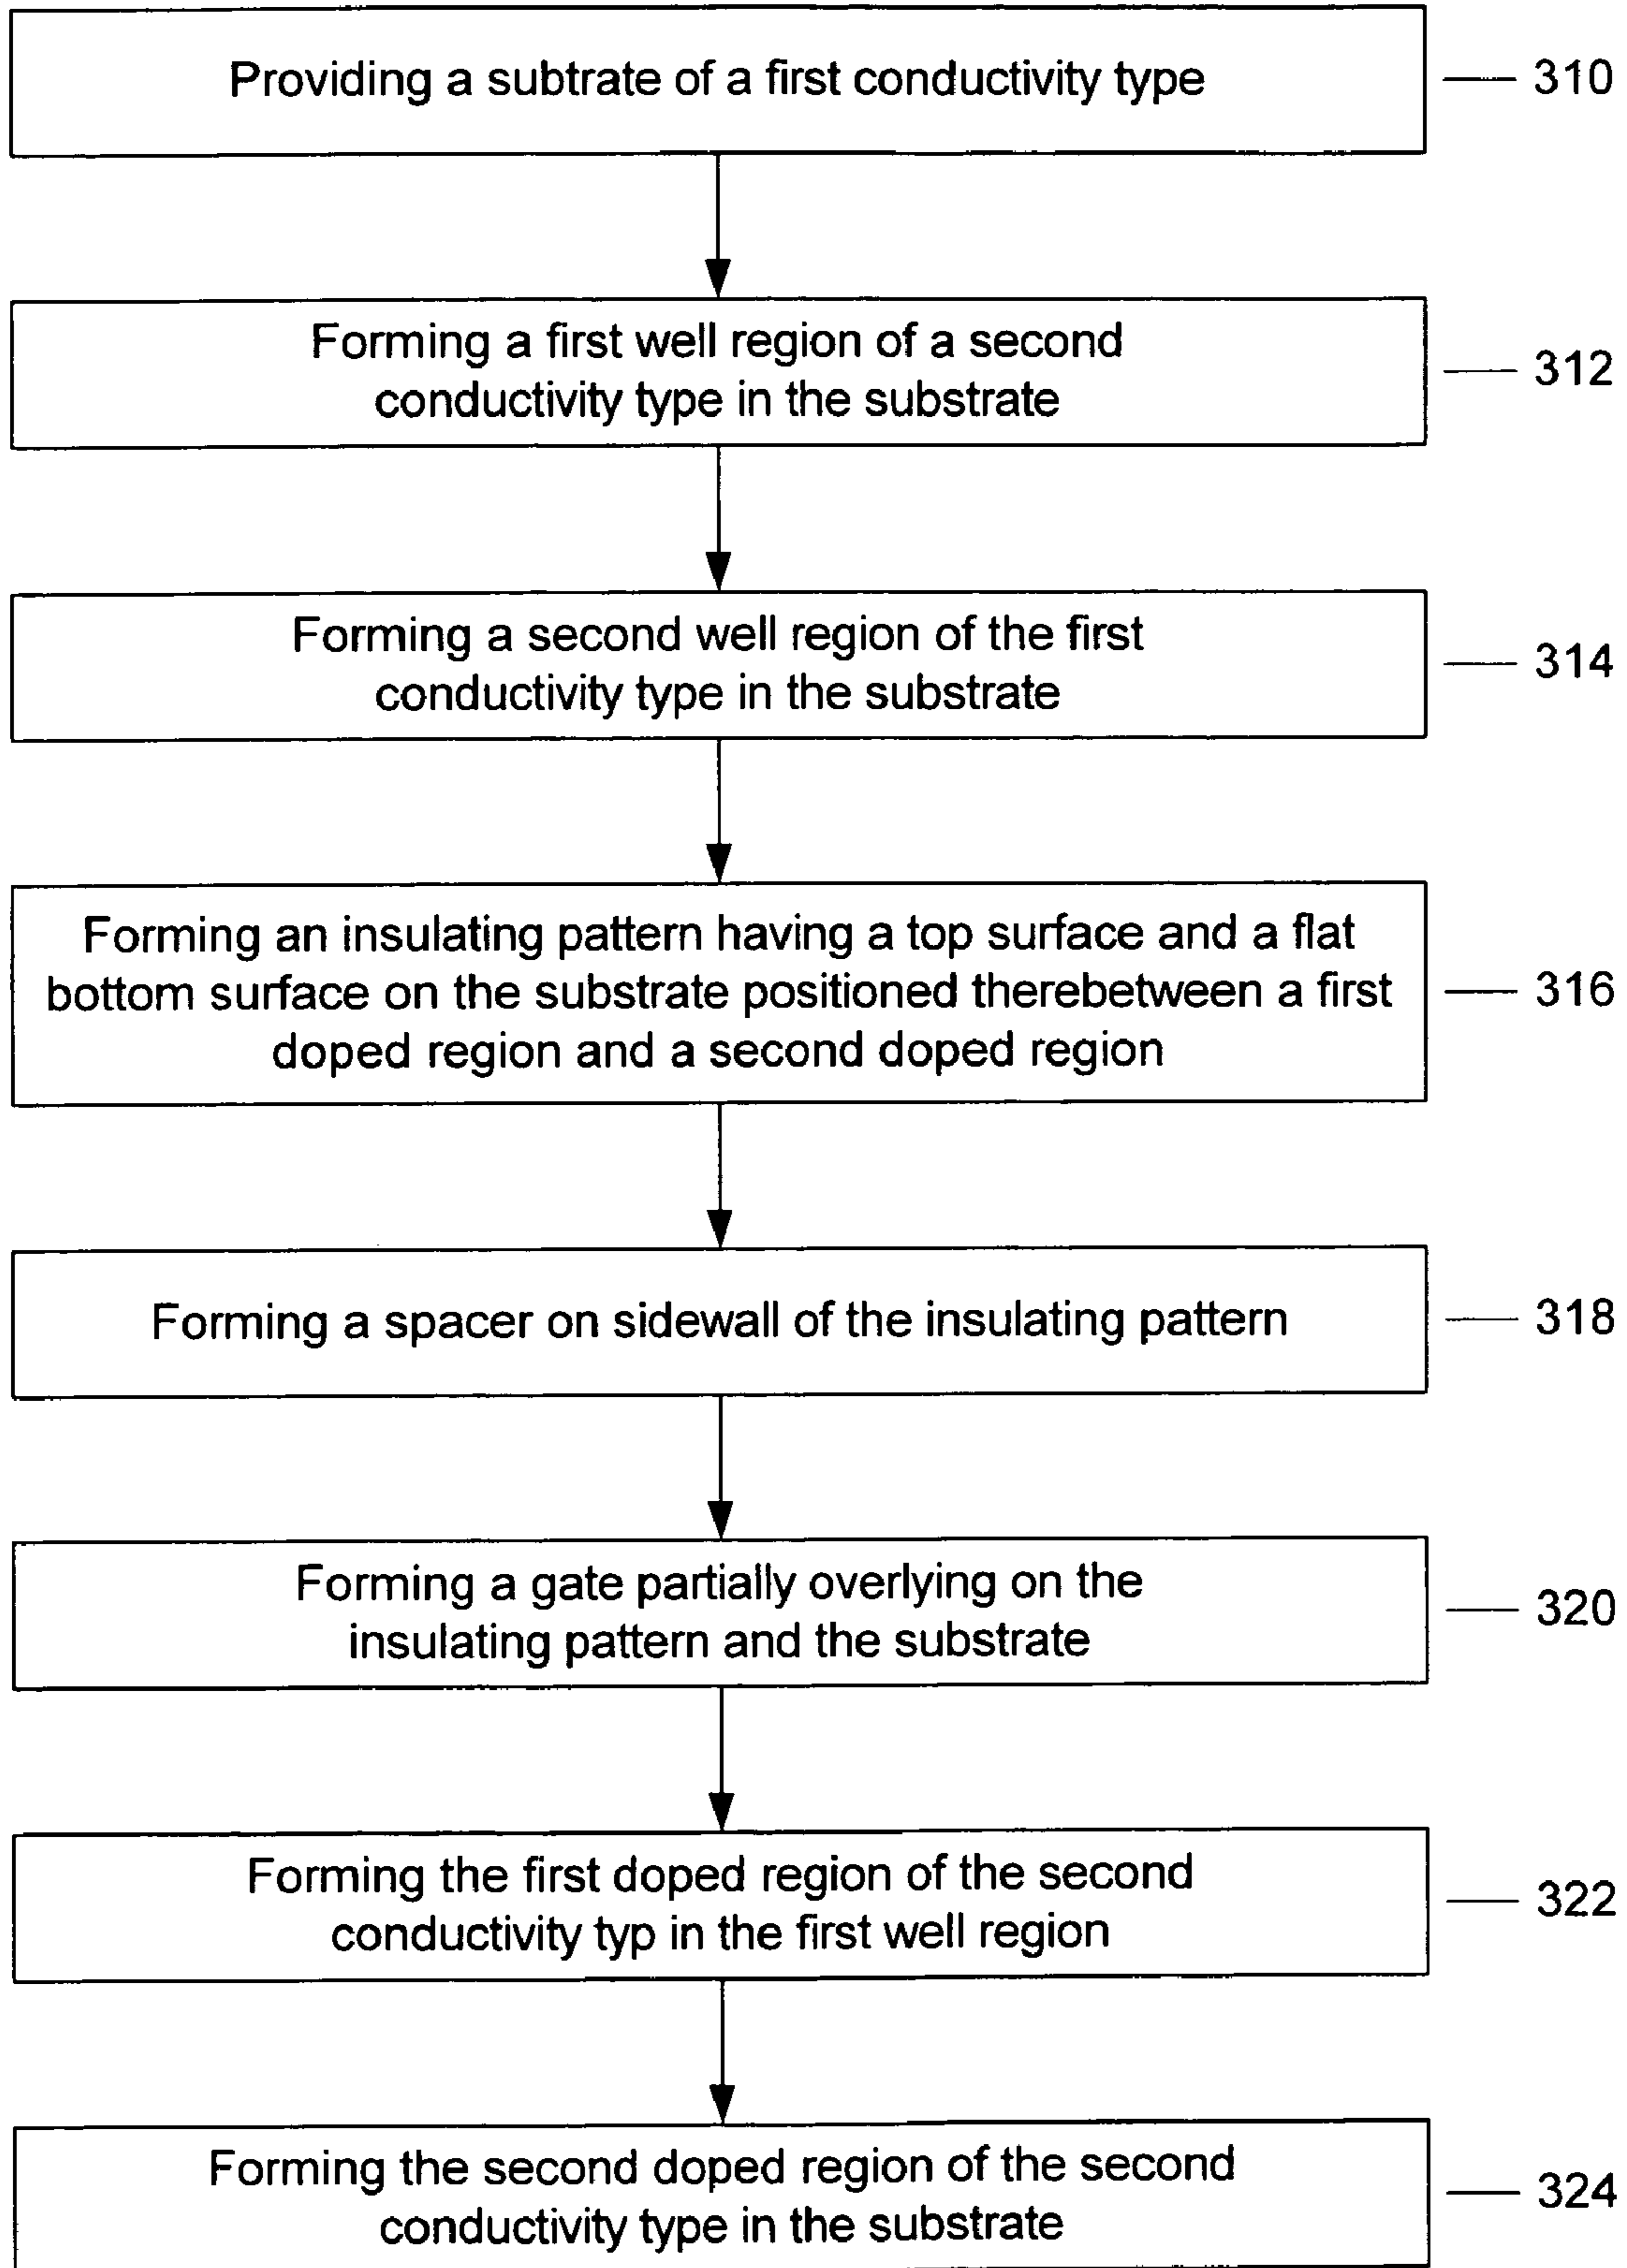 Providing a subtrate of a first conductivity type
310
Forming a first well region of a second
conductivity type in the substrate
312
Forming a second well region of the first
conductivity type in the substrate
314
Forming an insulating pattern having a top surface and a flat
bottom surface on the substrate positioned therebetween a first
doped region and a second doped region
316
Forming a spacer on sidewall of the insulating pattern
318
Forming a gate partially overlying on the
insulating pattern and the substrate
320
Forming the first doped region of the second
conductivity typ in the first well region
322
Forming the second doped region of the second
conductivity type in the substrate
324